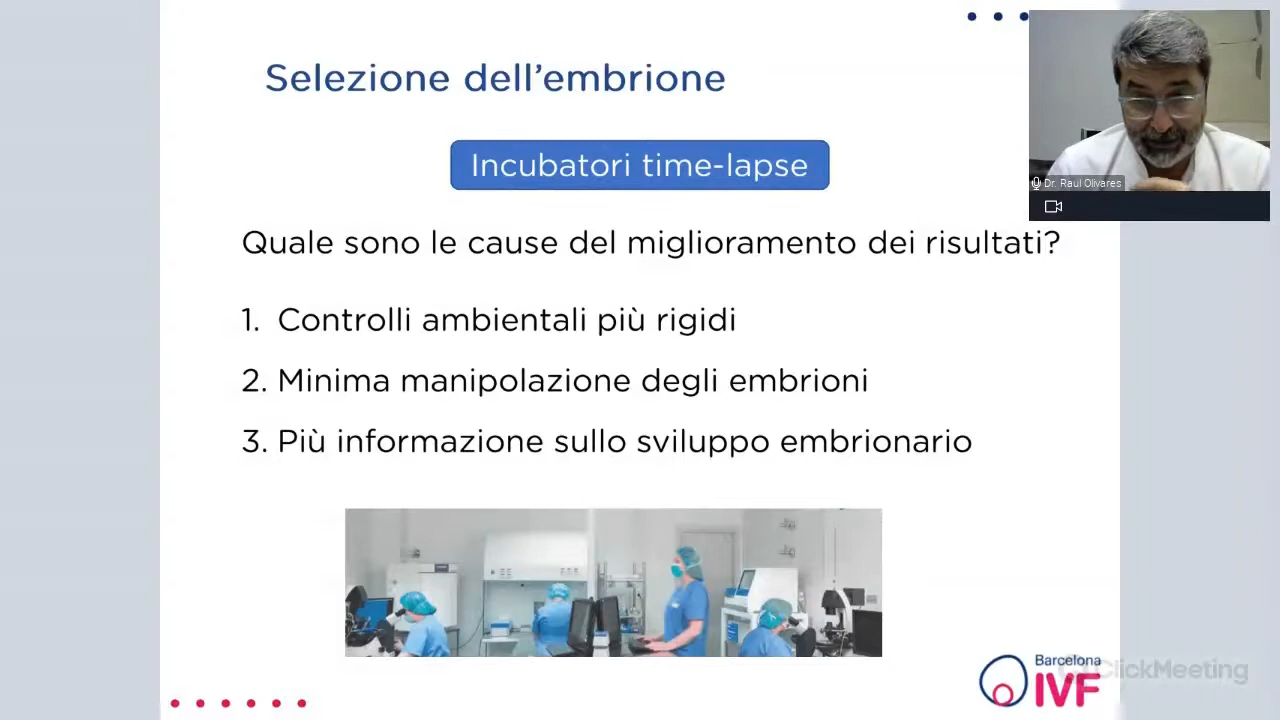 Selezione dell'embrione
Incubatori time-lapse
Dr. Raul Olivares
Quale sono le cause del miglioramento dei risultati?
1. Controlli ambientali più rigidi
2. Minima manipolazione degli embrioni
3. Più informazione sullo sviluppo embrionario
Barcelona
IVF
ClickMeeting